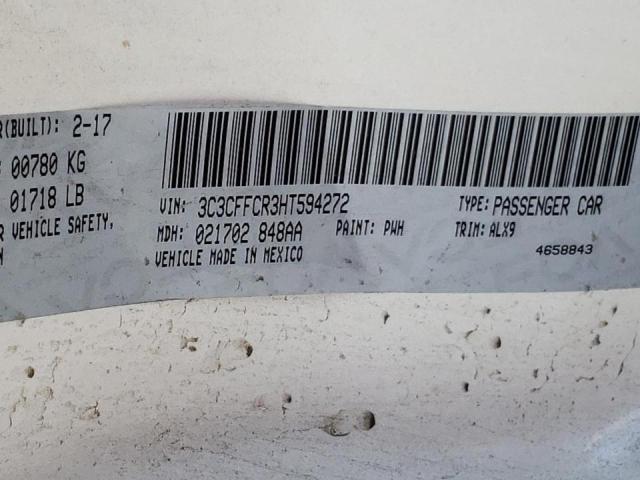 R(BUILT): 2-17
: 00780 KG
01718 LB
R VEHICLE SAFETY,
N
VIN: 3C3CFFCR3HT594272
TYPE: PASSENGER CAR
MDH: 021702 848AA
PAINT: PWH
TRIM: ALX9
VEHICLE MADE IN MEXICO
4658843